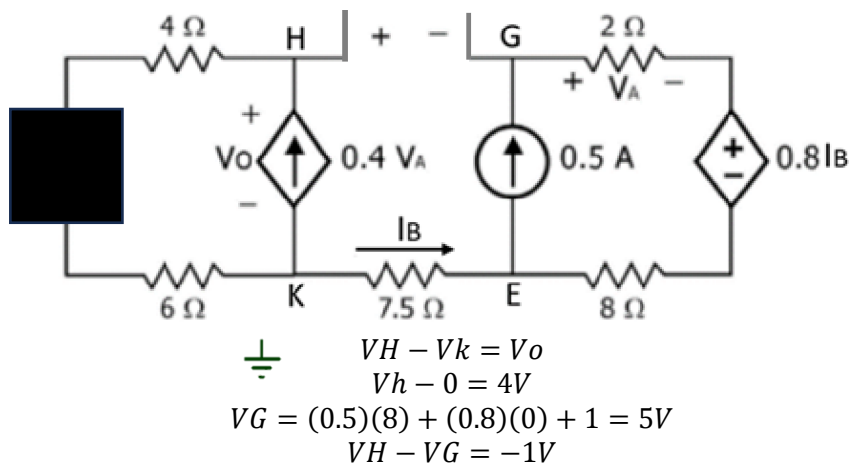 4 Ω H + − G 2 Ω
+ VA −
+
VO 0.4 VA 0.5 A + 0.8IB
− −
IB
6 Ω K 7.5 Ω E 8 Ω
VH − Vk = Vo
Vh − 0 = 4V
VG = (0.5)(8) + (0.8)(0) + 1 = 5V
VH − VG = −1V